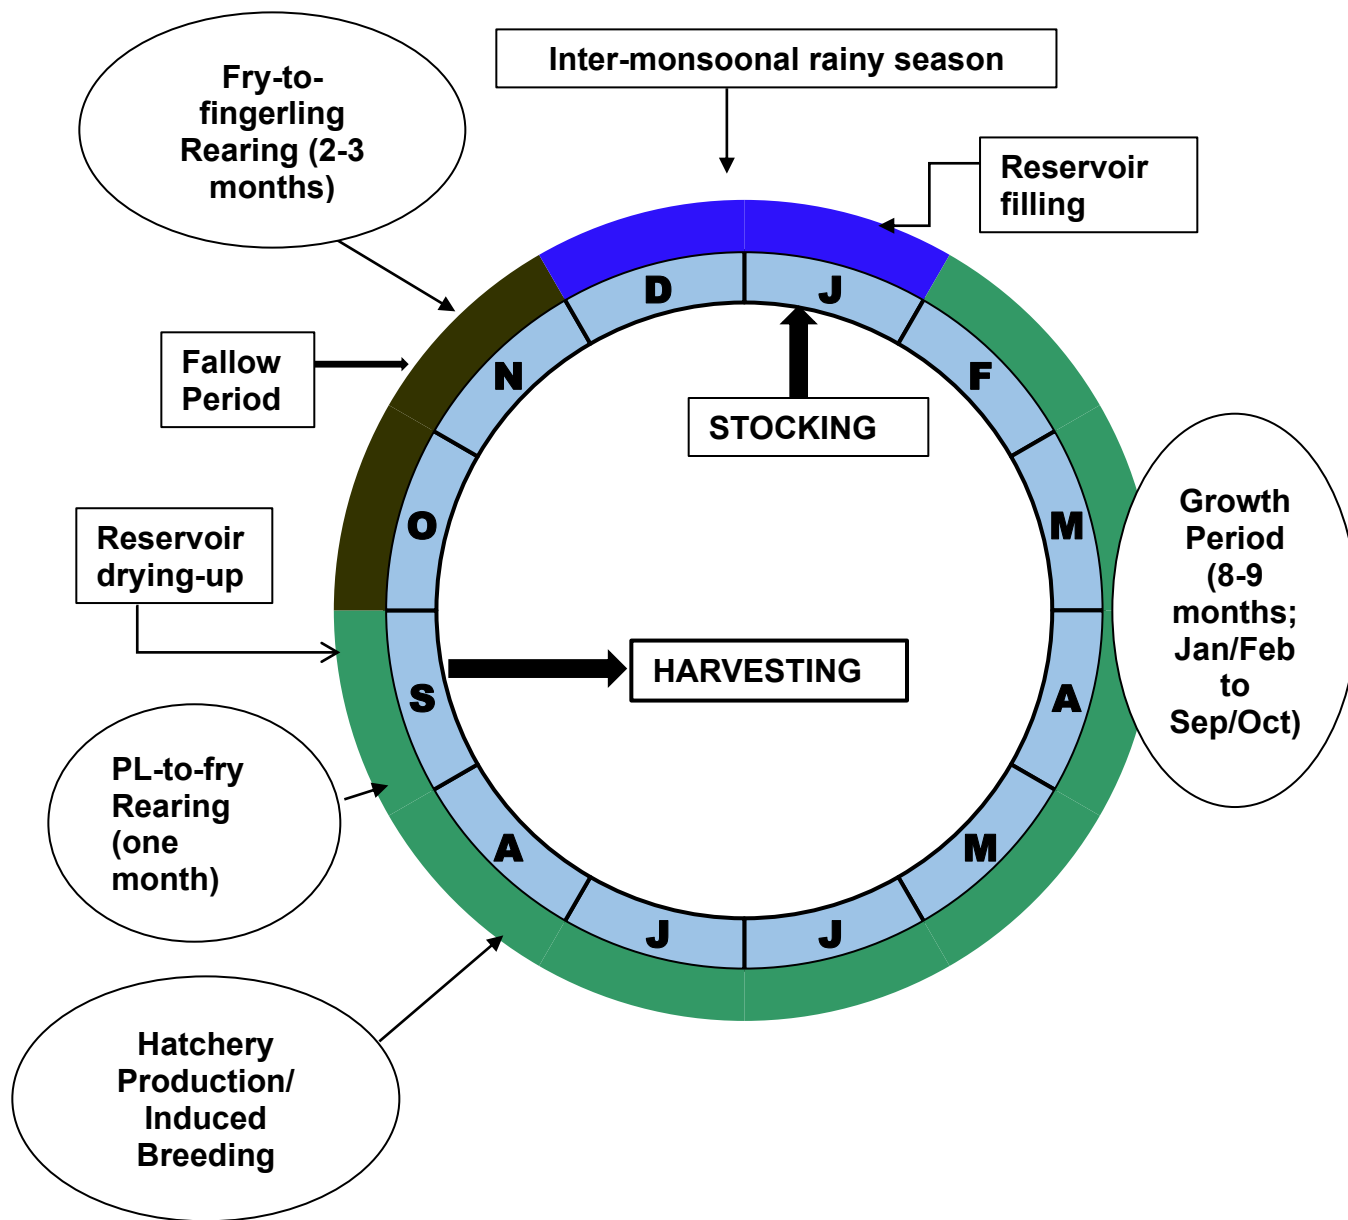 Inter-monsoonal rainy season
Fry-to-
fingerling
Rearing (2-3
months)
Reservoir
filling
Fallow
Period
STOCKING
Reservoir
drying-up
HARVESTING
Growth
Period
(8-9
months;
Jan/Feb
to
Sep/Oct)
PL-to-fry
Rearing
(one
month)
Hatchery
Production/
Induced
Breeding
J
F
M
A
M
J
J
A
S
O
N
D